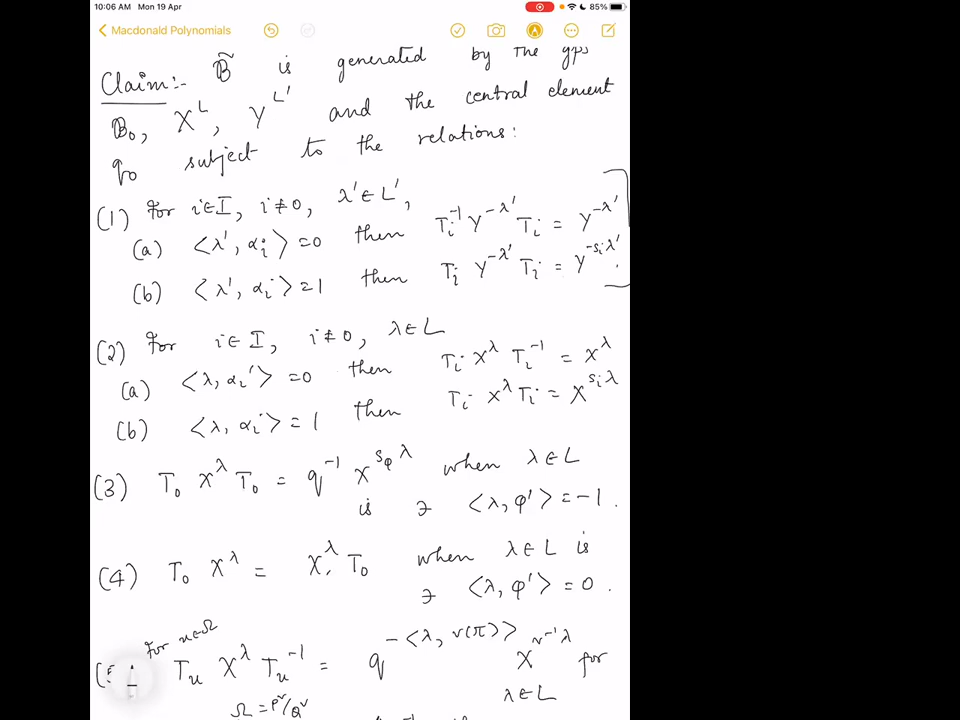 10:06 AM Mon 19 Apr 85%
Macdonald Polynomials
Claim:- 𝔹̃ is generated by the gps
𝔹₀, X^L, Y^L' and the central element
q₀ subject to the relations:
(1) For i∈I, i≠0, λ'∈L',
(a) <λ', αᵢ> = 0 then Tᵢ⁻¹ Y^{-λ'} Tᵢ = Y^{-λ'}
(b) <λ', αᵢ> = 1 then Tᵢ Y^{-λ'} Tᵢ = Y^{-sᵢλ'}.
(2) For i∈I, i≠0, λ∈L
(a) <λ, αᵢ'> = 0 then Tᵢ X^λ Tᵢ⁻¹ = X^λ
(b) <λ, αᵢ'> = 1 then Tᵢ X^λ Tᵢ = X^{sᵢλ}
(3) T₀ X^λ T₀ = q⁻¹ X^{s_φ λ} when λ∈L
is ∋ <λ, φ'> = -1.
(4) T₀ X^λ = X^λ T₀ when λ∈L is
∋ <λ, φ'> = 0.
For u∈Ω
Tᵤ X^λ Tᵤ⁻¹ = q^{-<λ, v(π)>} X^{v⁻¹λ} for
λ∈L
Ω = P^∨/Q^∨